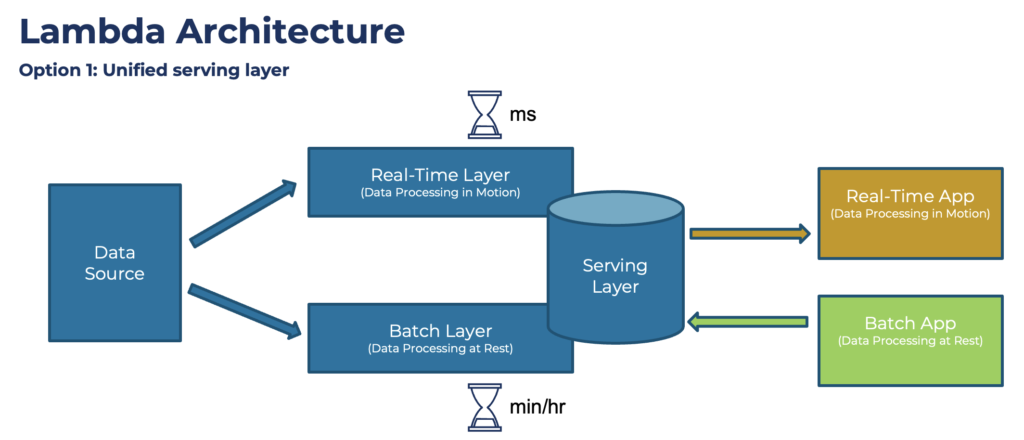 Lambda Architecture
Option 1: Unified serving layer
ms
Real-Time Layer
(Data Processing in Motion)
Data
Source
Serving
Layer
Batch Layer
(Data Processing at Rest)
min/hr
Real-Time App
(Data Processing in Motion)
Batch App
(Data Processing at Rest)